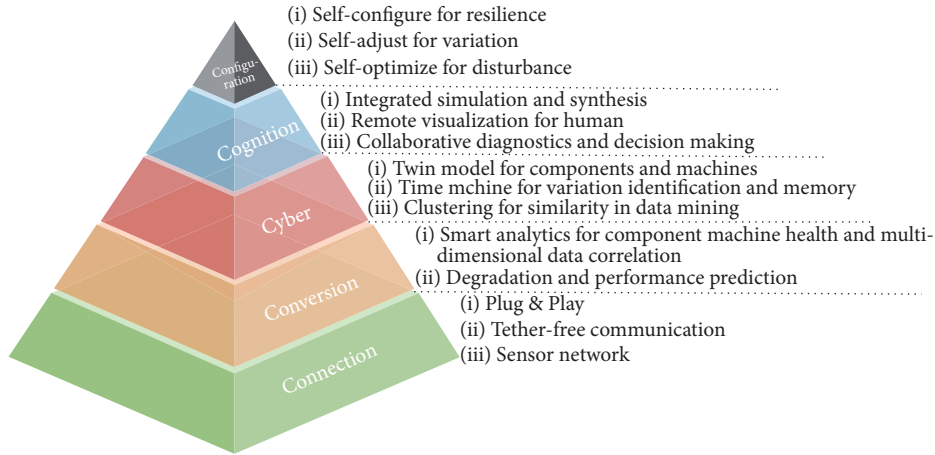 (i) Self-configure for resilience
(ii) Self-adjust for variation
(iii) Self-optimize for disturbance
Configu-
ration
(i) Integrated simulation and synthesis
(ii) Remote visualization for human
(iii) Collaborative diagnostics and decision making
Cognition
(i) Twin model for components and machines
(ii) Time mchine for variation identification and memory
(iii) Clustering for similarity in data mining
Cyber
(i) Smart analytics for component machine health and multi-
dimensional data correlation
(ii) Degradation and performance prediction
Conversion
(i) Plug & Play
(ii) Tether-free communication
(iii) Sensor network
Connection